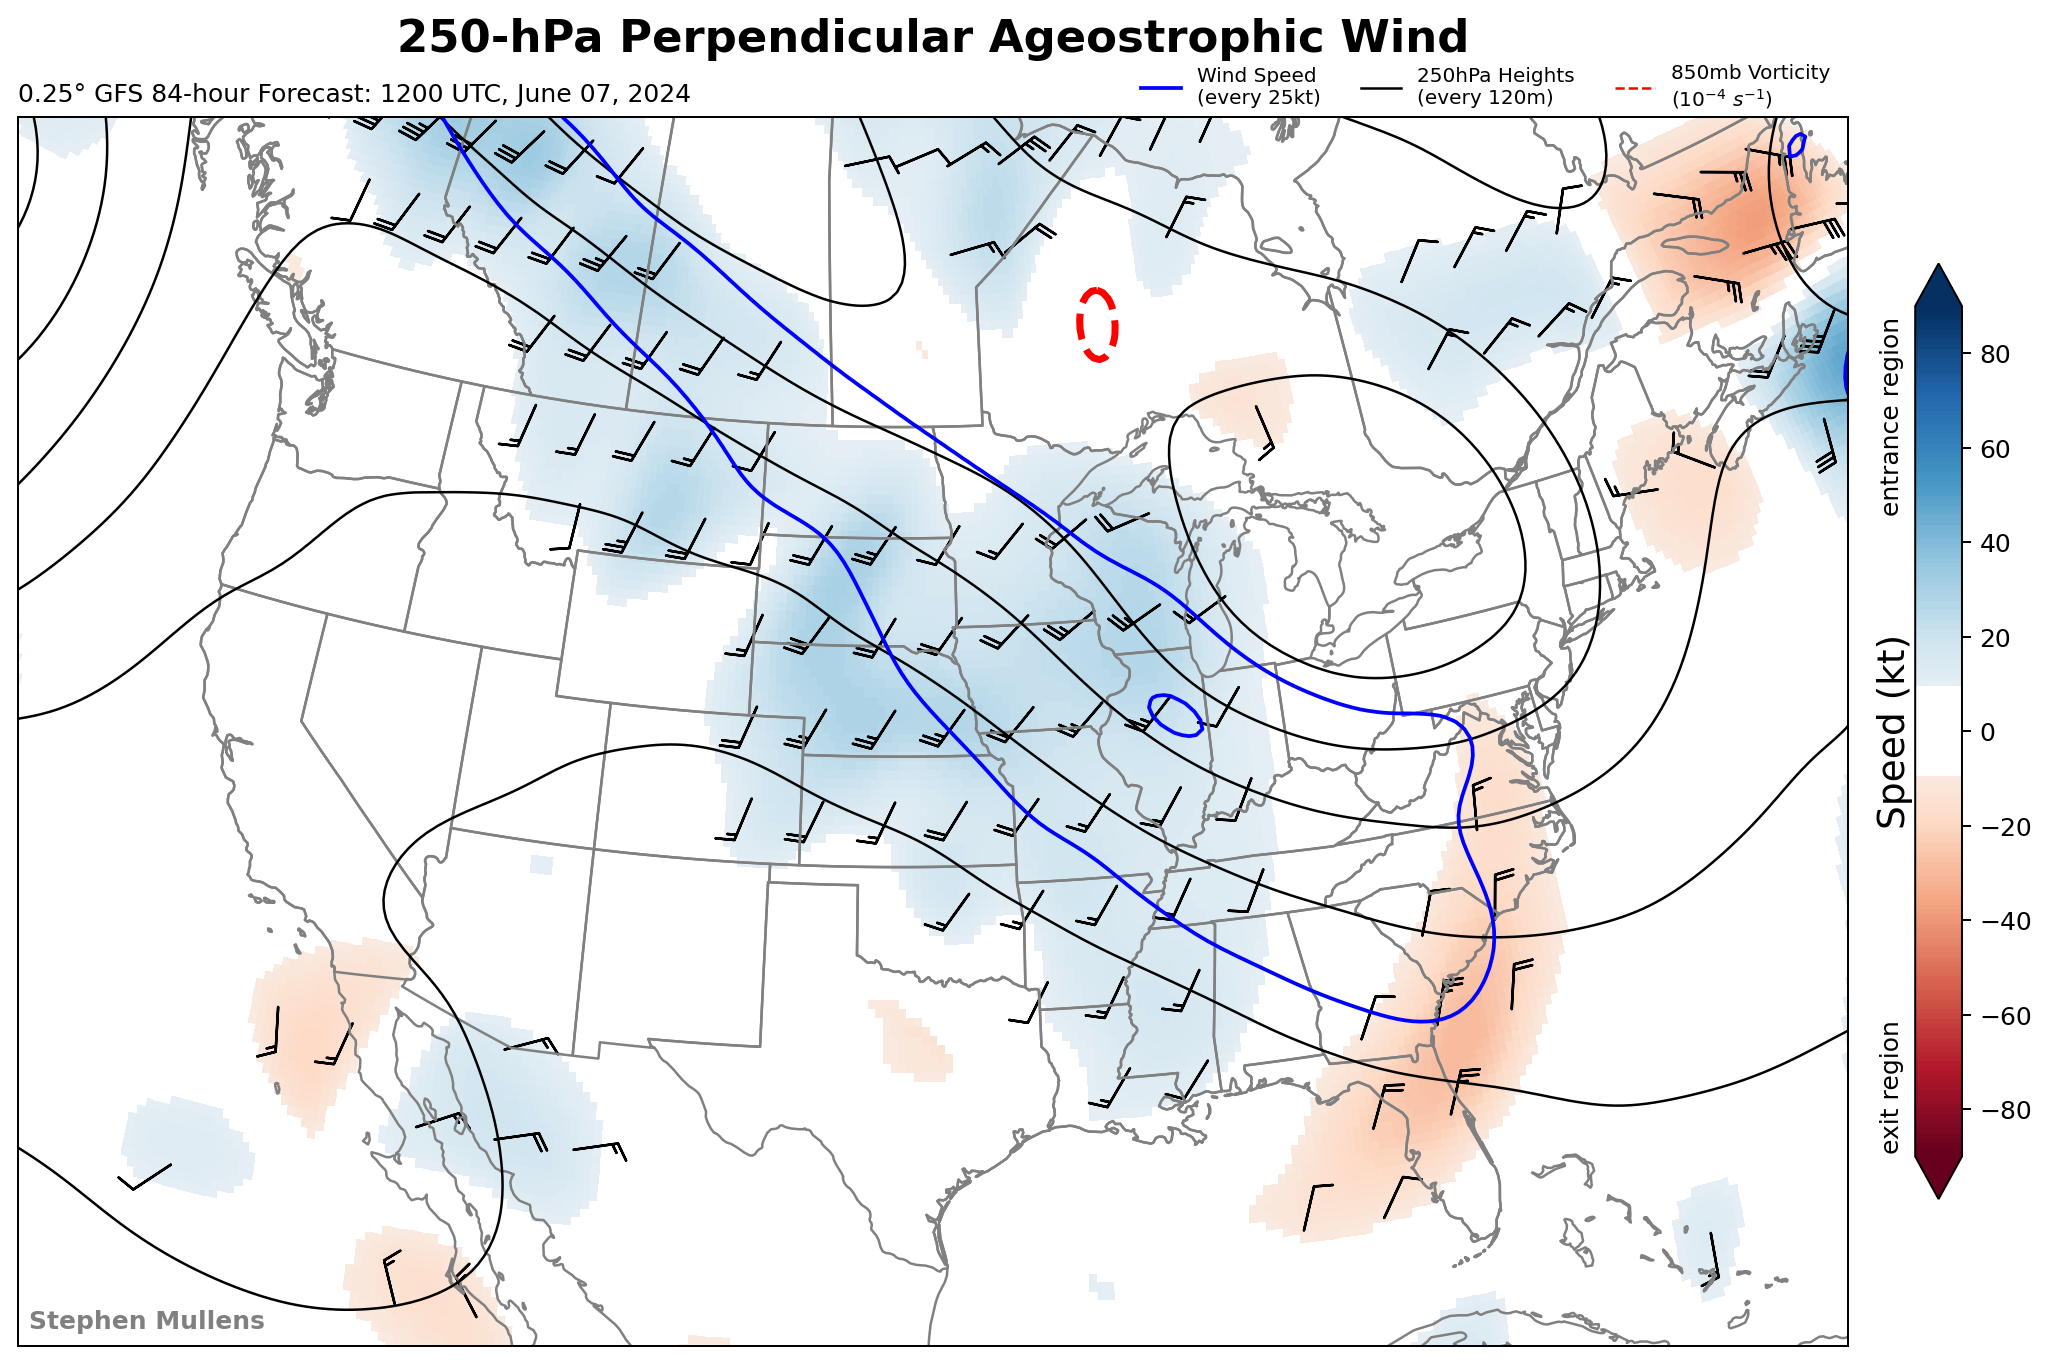 250-hPa Perpendicular Ageostrophic Wind
0.25° GFS 84-hour Forecast: 1200 UTC, June 07, 2024
Wind Speed
(every 25kt)
250hPa Heights
(every 120m)
850mb Vorticity
(10⁻⁴ s⁻¹)
entrance region
Speed (kt)
exit region
80
60
40
20
0
−20
−40
−60
−80
Stephen Mullens